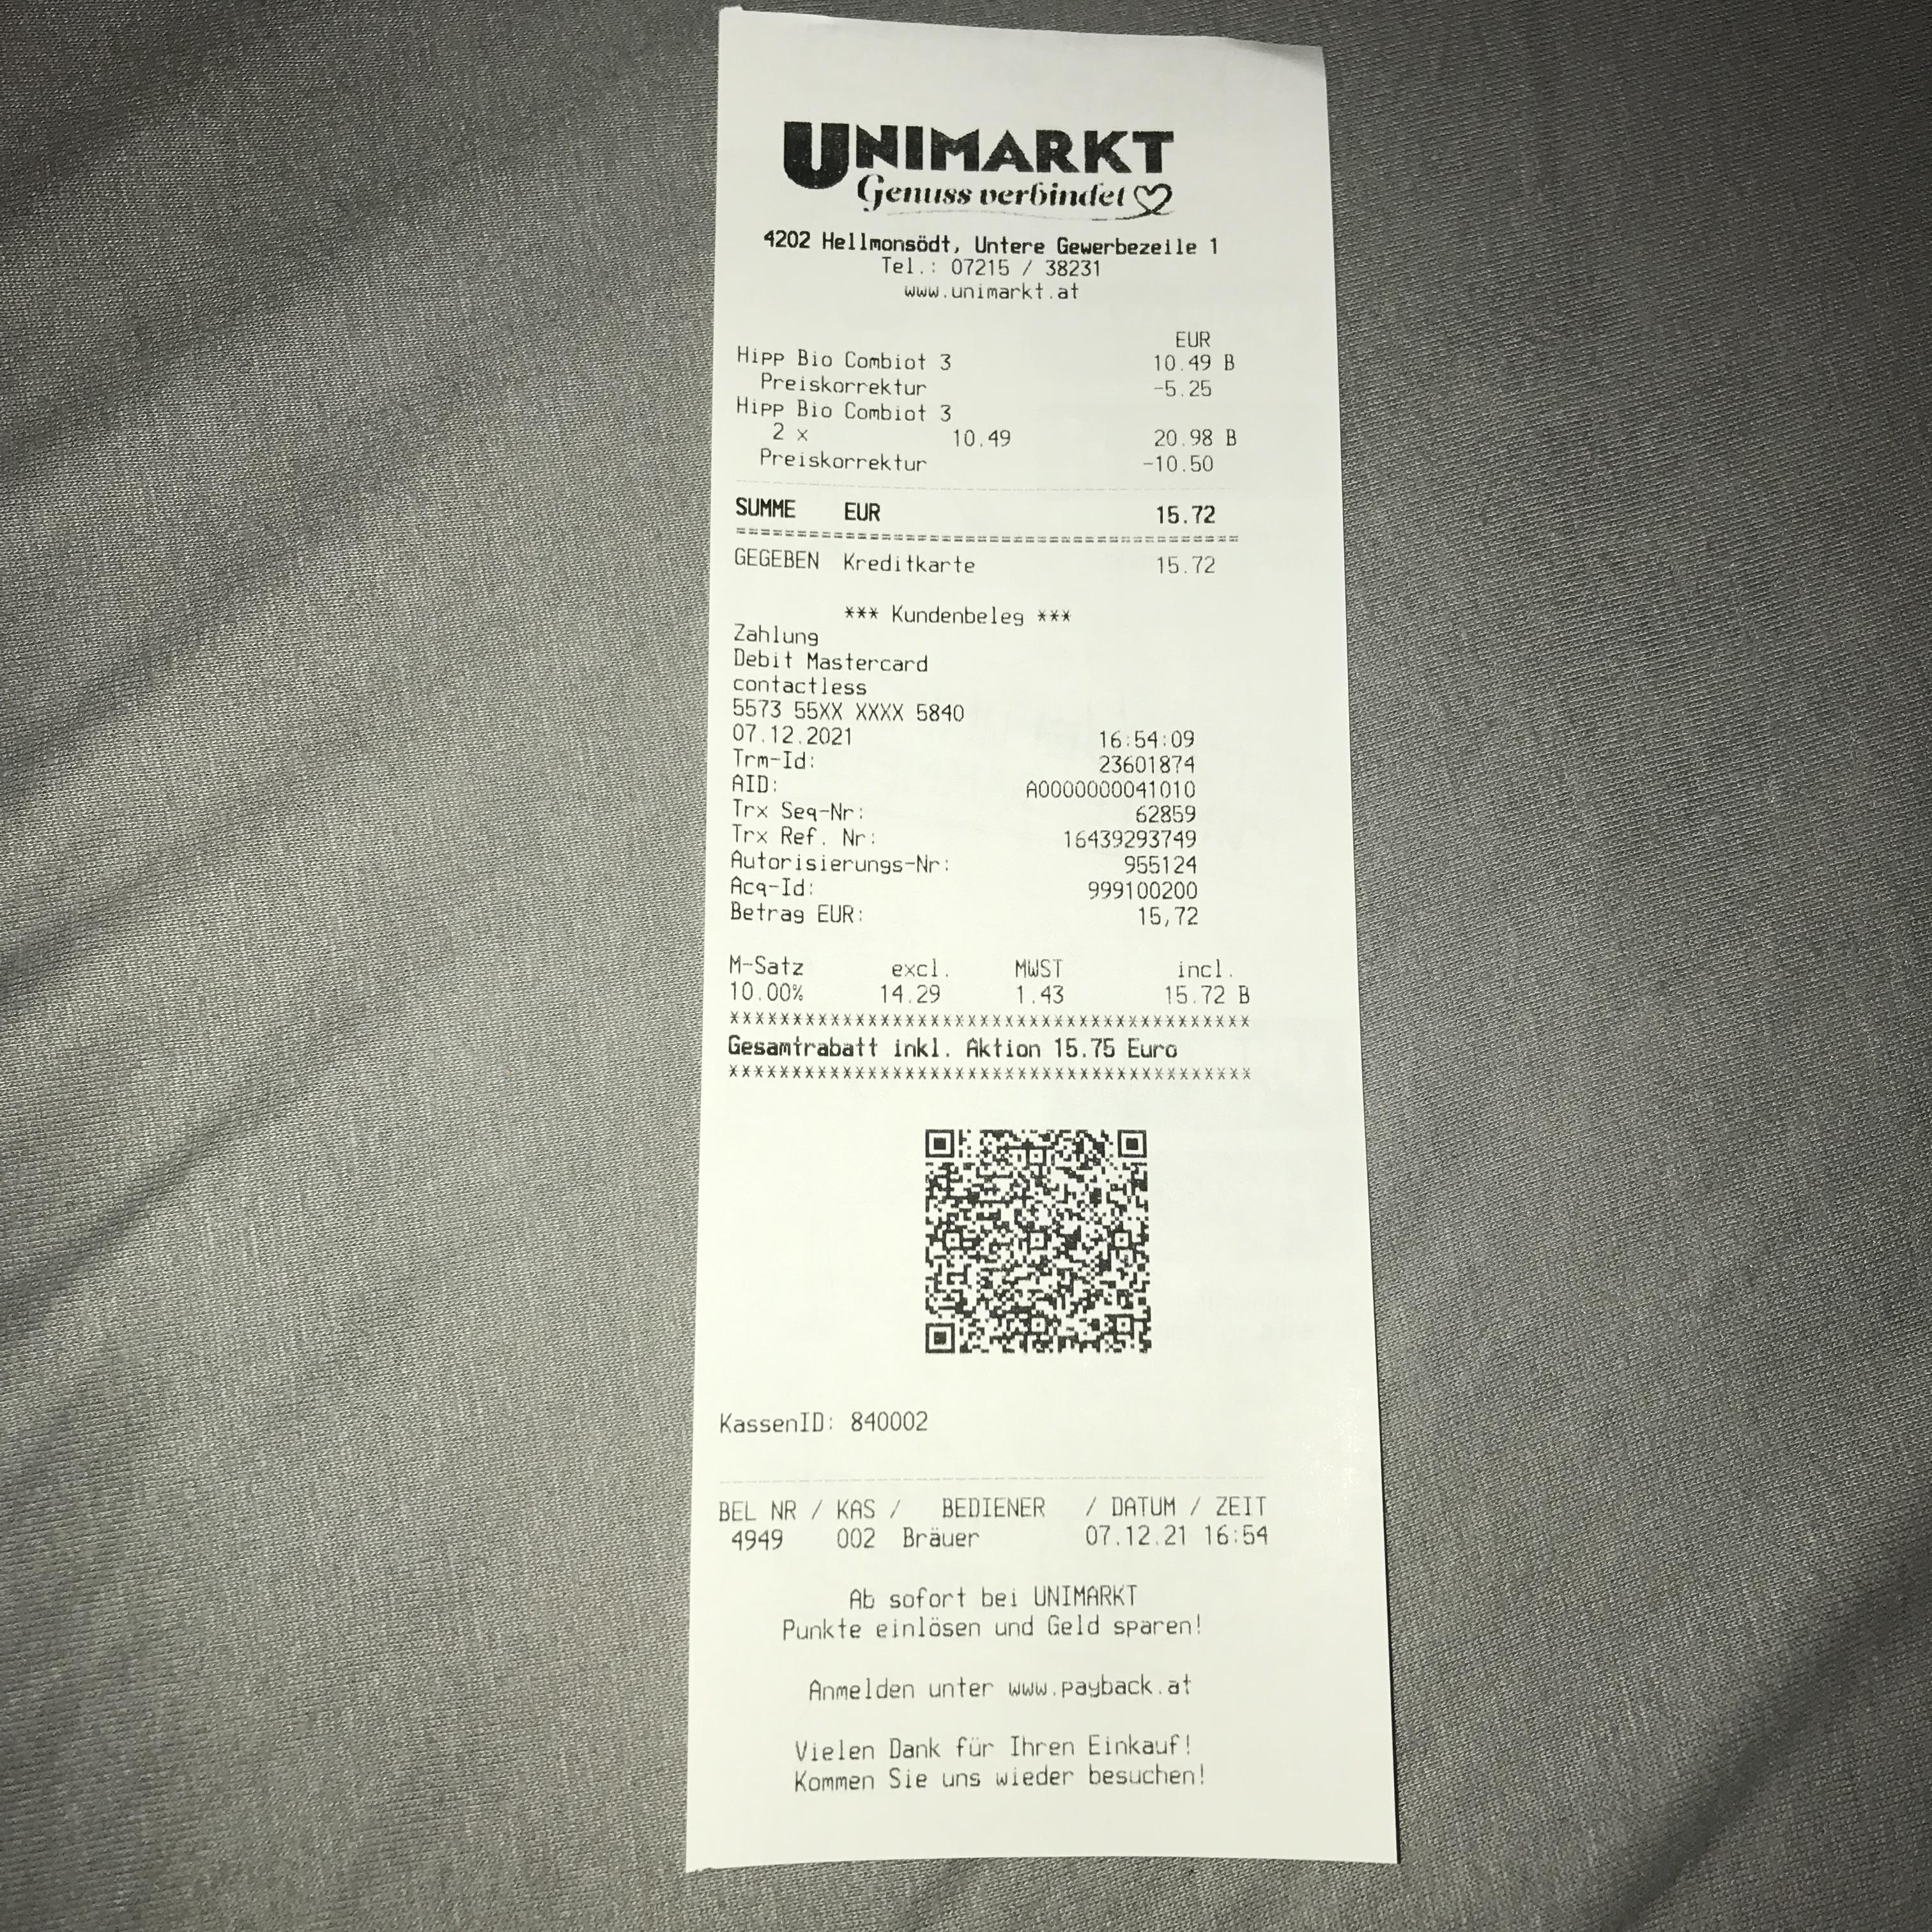 UNIMARKT
Genuss verbindet
4202 Hellmonsödt, Untere Gewerbezeile 1
Tel.: 07215 / 38231
www.unimarkt.at
EUR
Hipp Bio Combiot 3 10.49 B
Preiskorrektur -5.25
Hipp Bio Combiot 3
2 x 10.49 20.98 B
Preiskorrektur -10.50
SUMME EUR 15.72
=========================================
GEGEBEN Kreditkarte 15.72
*** Kundenbeleg ***
Zahlung
Debit Mastercard
contactless
5573 55XX XXXX 5840
07.12.2021 16:54:09
Trm-Id: 23601874
AID: A0000000041010
Trx Seq-Nr: 62859
Trx Ref. Nr: 16439293749
Autorisierungs-Nr: 955124
Acq-Id: 999100200
Betrag EUR: 15,72
M-Satz excl. MWST incl.
10.00% 14.29 1.43 15.72 B
******************************************
Gesamtrabatt inkl. Aktion 15.75 Euro
******************************************
KassenID: 840002
BEL NR / KAS / BEDIENER / DATUM / ZEIT
4949 002 Bräuer 07.12.21 16:54
Ab sofort bei UNIMARKT
Punkte einlösen und Geld sparen!
Anmelden unter www.payback.at
Vielen Dank für Ihren Einkauf!
Kommen Sie uns wieder besuchen!